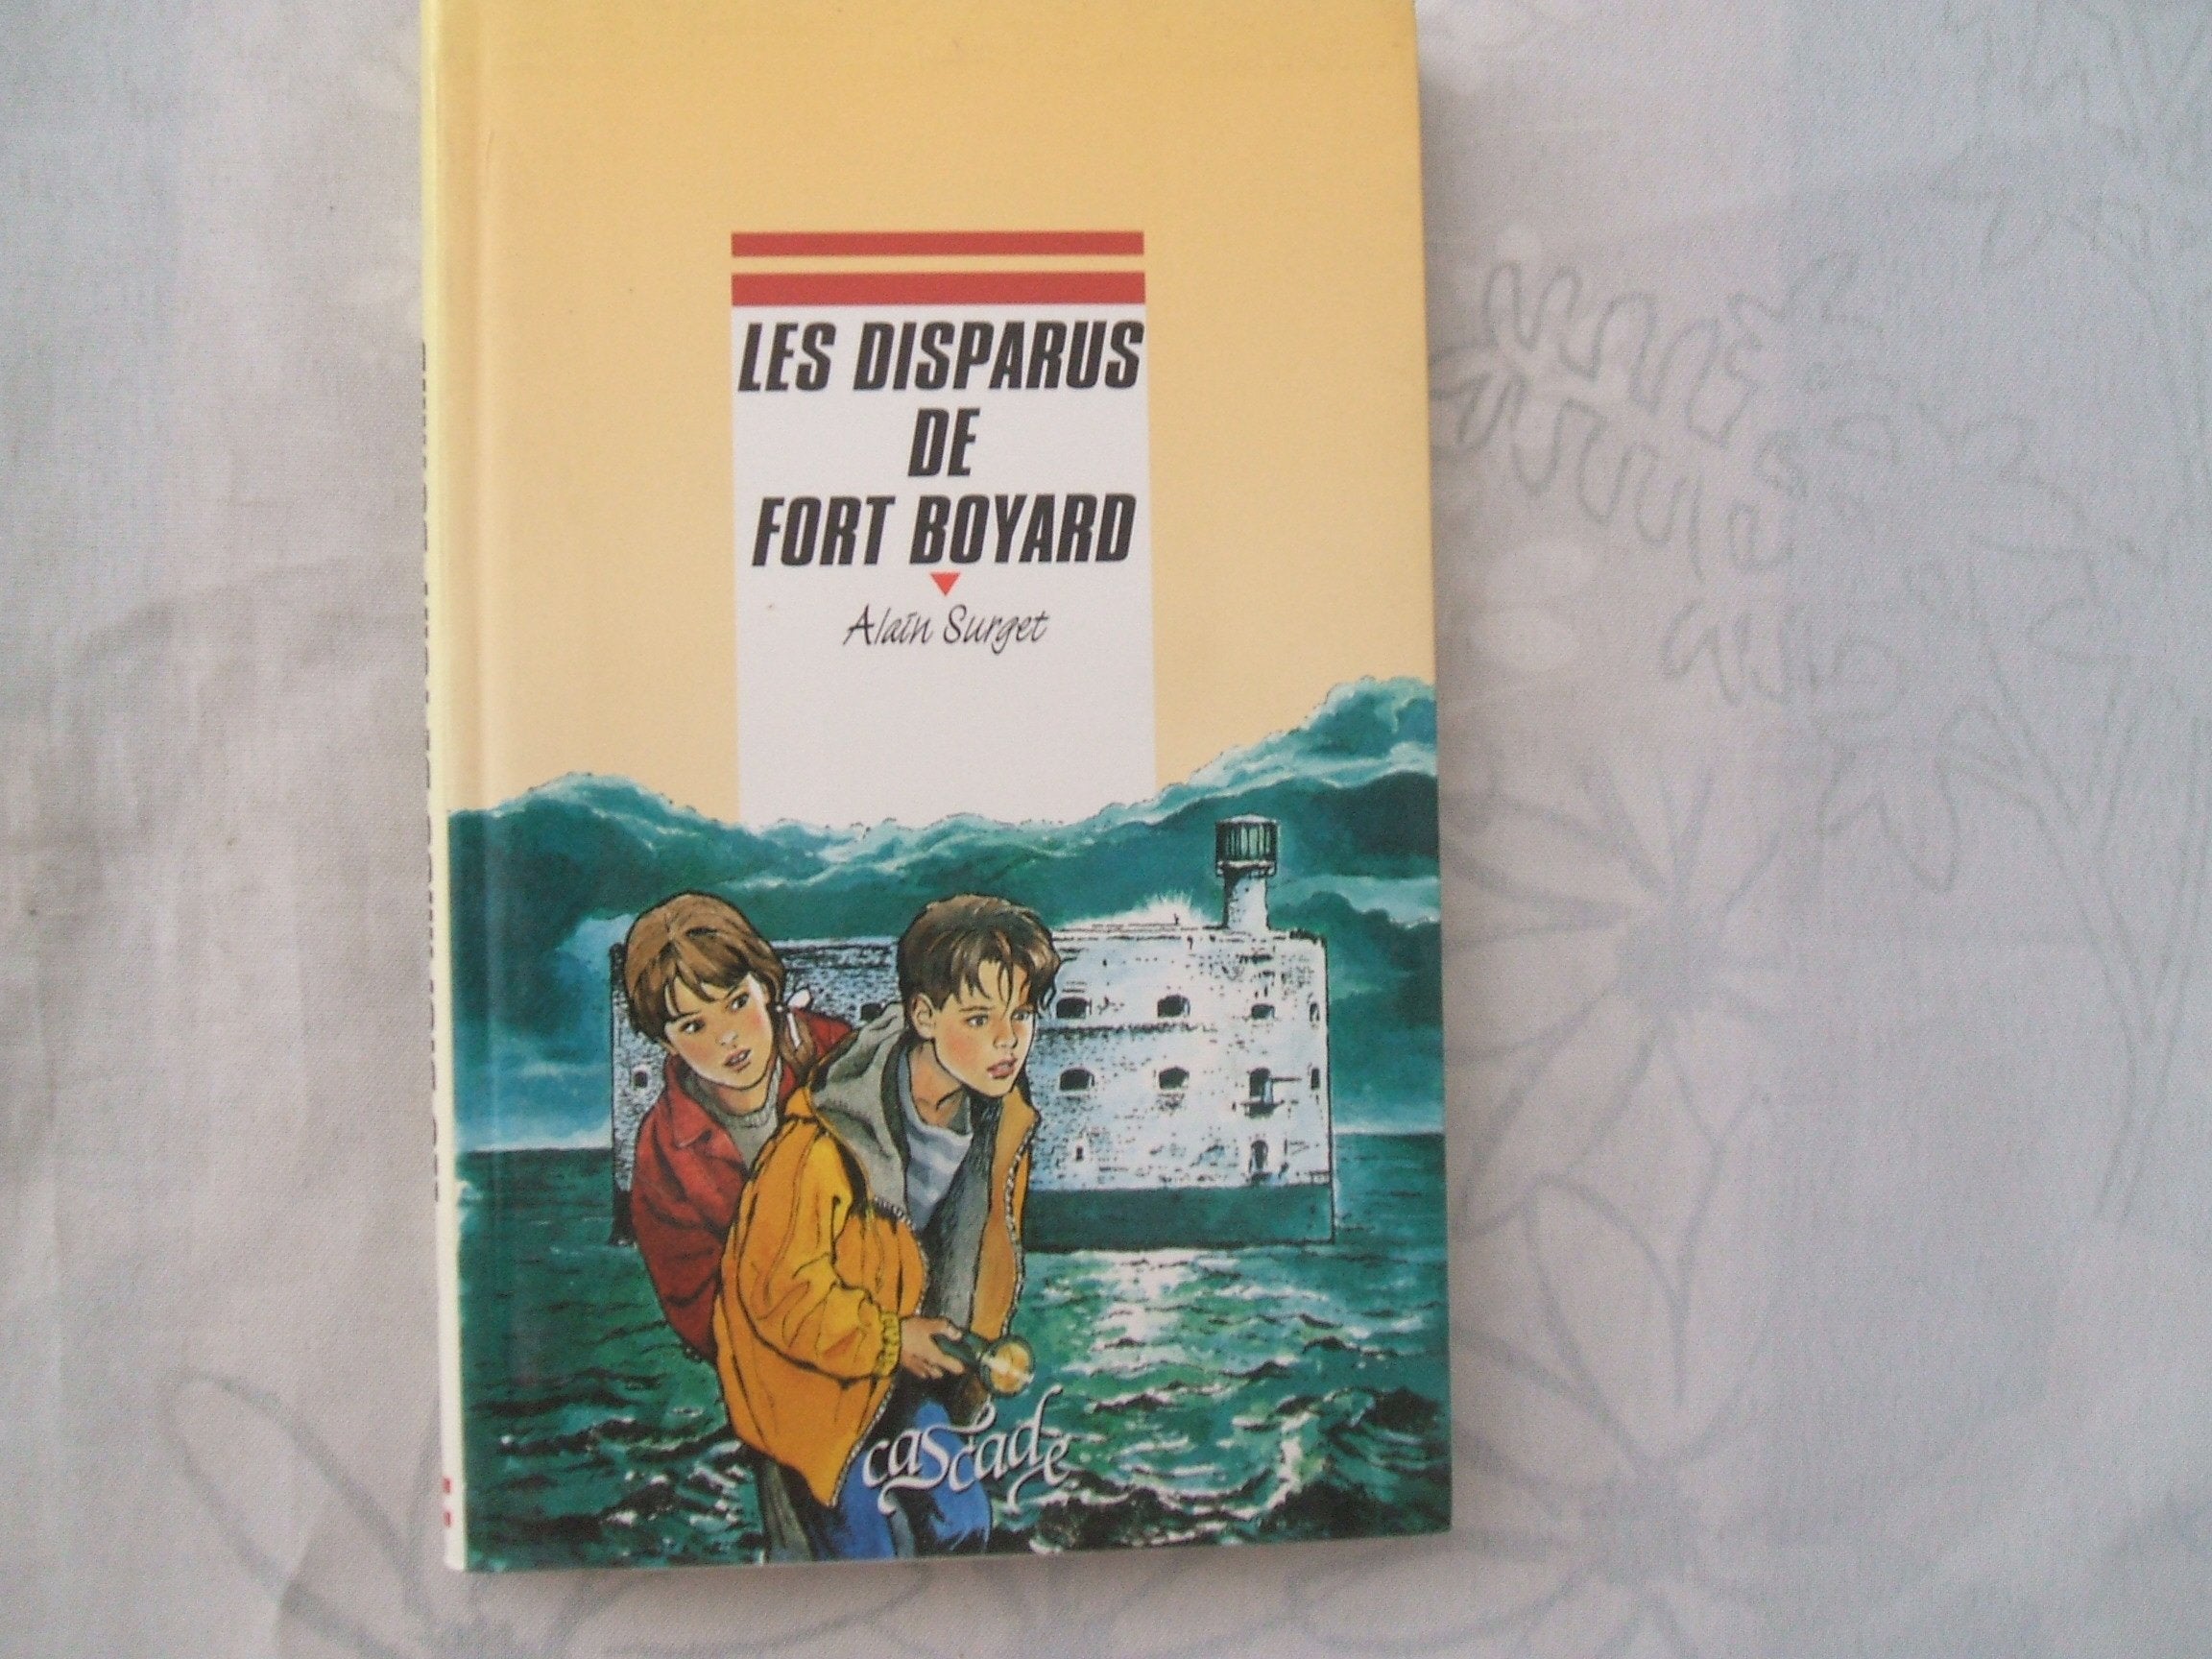 LES DISPARUS
DE
FORT BOYARD
Alain Surget
cascade